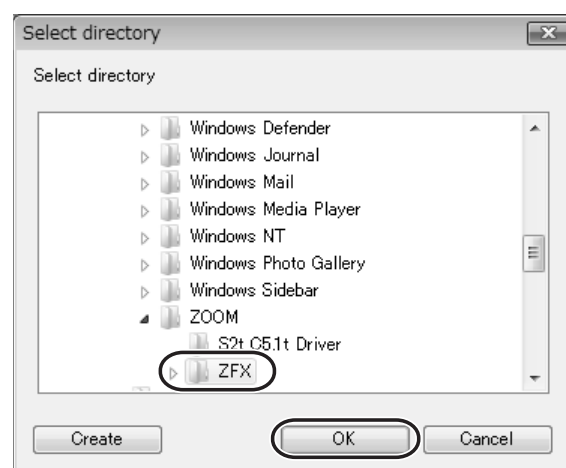 Select directory
Select directory
Windows Defender
Windows Journal
Windows Mail
Windows Media Player
Windows NT
Windows Photo Gallery
Windows Sidebar
ZOOM
S2t C5.1t Driver
ZFX
Create OK Cancel